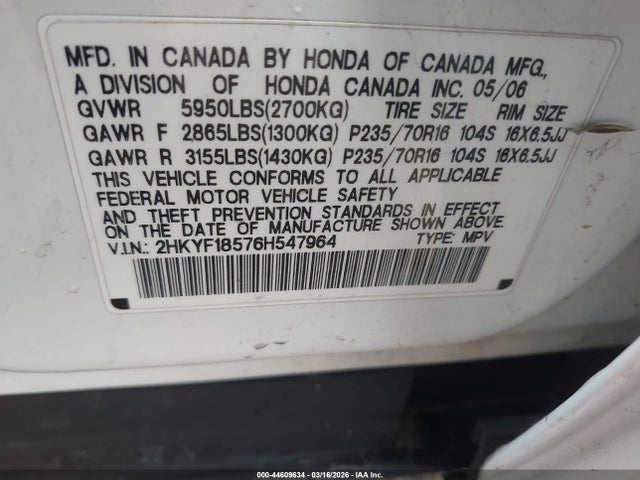 MFD. IN CANADA BY HONDA OF CANADA MFG.,
A DIVISION OF HONDA CANADA INC. 05/06
GVWR 5950LBS(2700KG) TIRE SIZE RIM SIZE
GAWR F 2865LBS(1300KG) P235/70R16 104S 16X6.5JJ
GAWR R 3155LBS(1430KG) P235/70R16 104S 16X6.5JJ
THIS VEHICLE CONFORMS TO ALL APPLICABLE
FEDERAL MOTOR VEHICLE SAFETY
AND THEFT PREVENTION STANDARDS IN EFFECT
ON THE DATE OF MANUFACTURE SHOWN ABOVE.
V.I.N.: 2HKYF18576H547964 TYPE: MPV
000-44609634 - 03/16/2026 - IAA Inc.